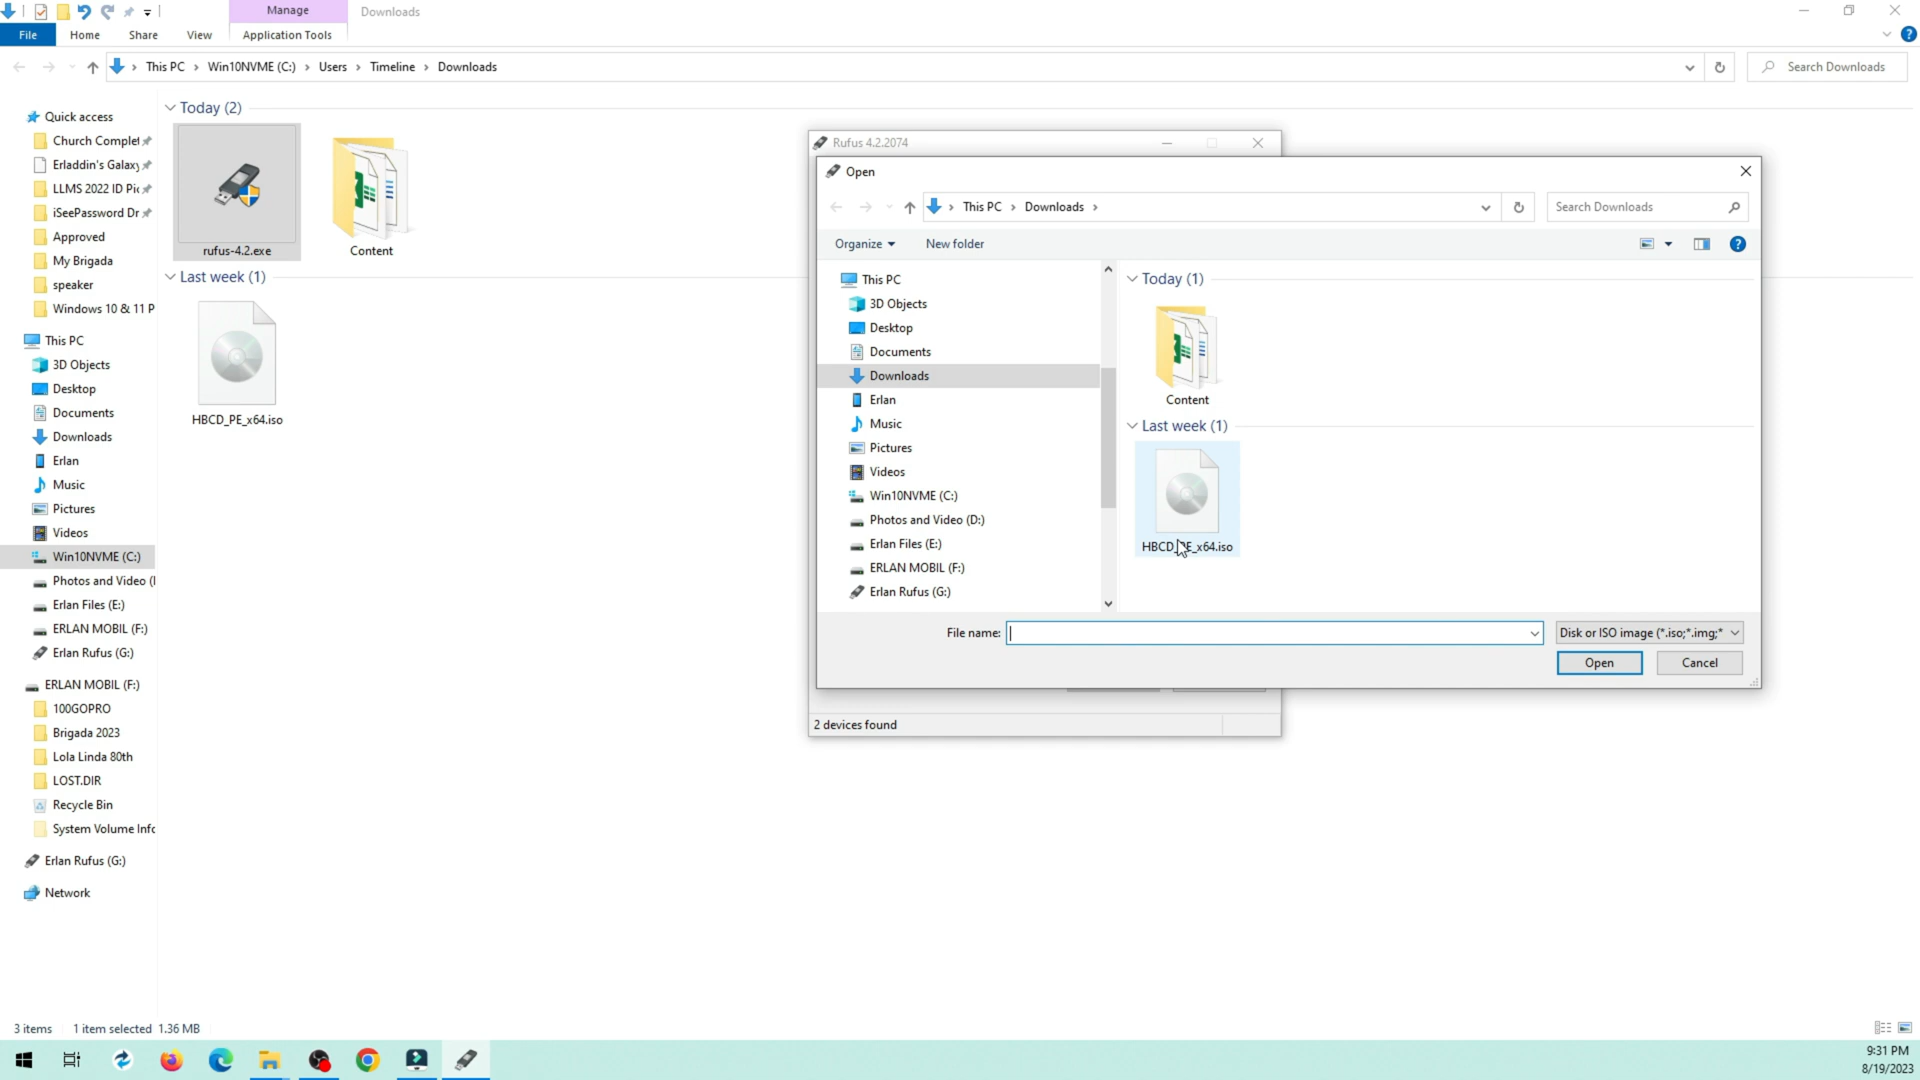 Manage
Downloads
File
Home
Share
View
Application Tools
This PC
Win10NVME (C:)
Users
Timeline
Downloads
Search Downloads
Quick access
Church Complet
Erladdin's Galaxy
LLMS 2022 ID Pic
iSeePassword Dr
Approved
My Brigada
speaker
Windows 10 & 11 P
This PC
3D Objects
Desktop
Documents
Downloads
Erlan
Music
Pictures
Videos
Win10NVME (C:)
Photos and Video (I
Erlan Files (E:)
ERLAN MOBIL (F:)
Erlan Rufus (G:)
ERLAN MOBIL (F:)
100GOPRO
Brigada 2023
Lola Linda 80th
LOST.DIR
Recycle Bin
System Volume Info
Erlan Rufus (G:)
Network
Today (2)
rufus-4.2.exe
Content
Last week (1)
HBCD_PE_x64.iso
Rufus 4.2.2074
Open
This PC
Downloads
Search Downloads
Organize
New folder
This PC
3D Objects
Desktop
Documents
Downloads
Erlan
Music
Pictures
Videos
Win10NVME (C:)
Photos and Video (D:)
Erlan Files (E:)
ERLAN MOBIL (F:)
Erlan Rufus (G:)
Today (1)
Content
Last week (1)
HBCD_PE_x64.iso
File name:
Disk or ISO image (*.iso;*.img;*
Open
Cancel
2 devices found
3 items
1 item selected 1.36 MB
9:31 PM
8/19/2023